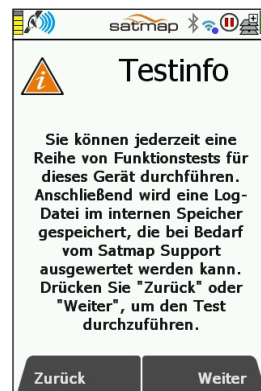 satmap
Testinfo
Sie können jederzeit eine
Reihe von Funktionstests für
dieses Gerät durchführen.
Anschließend wird eine Log-
Datei im internen Speicher
gespeichert, die bei Bedarf
vom Satmap Support
ausgewertet werden kann.
Drücken Sie "Zurück" oder
"Weiter", um den Test
durchzuführen.
Zurück Weiter